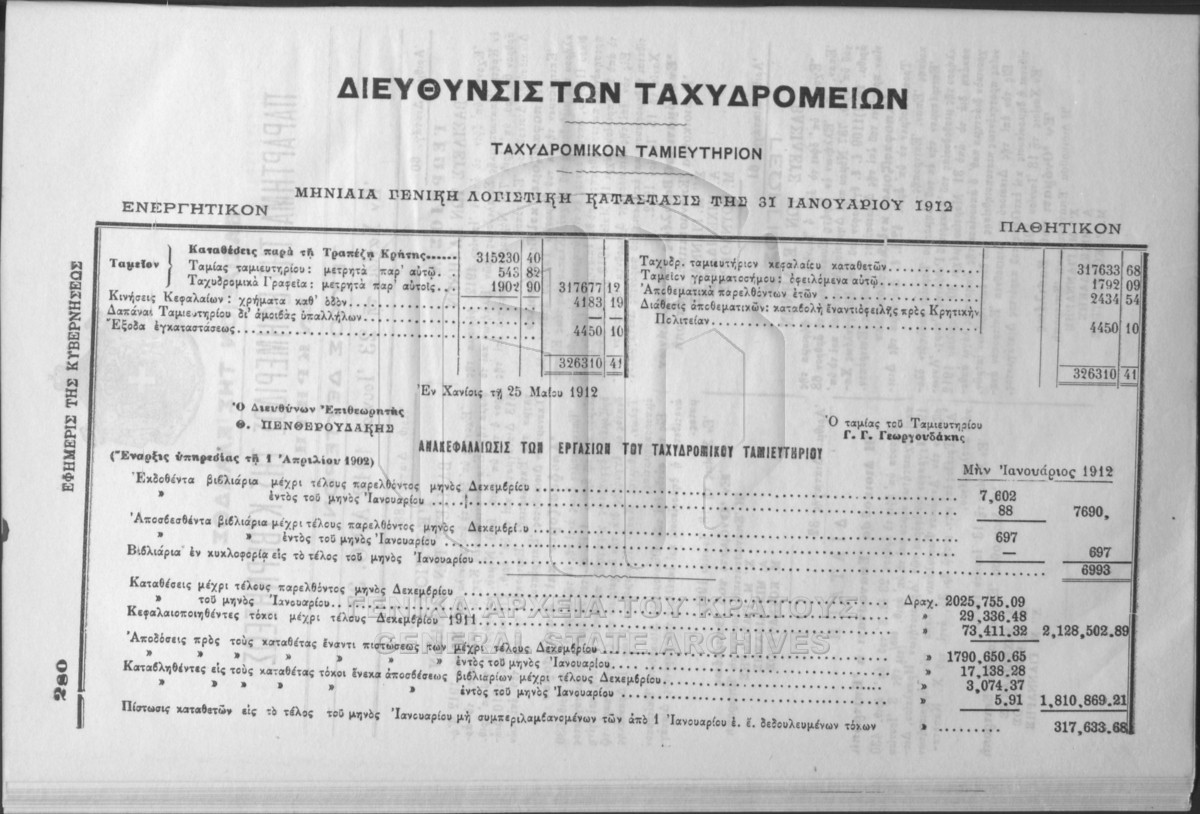 ΔΙΕΥΘΥΝΣΙΣ ΤΩΝ ΤΑΧΥΔΡΟΜΕΙΩΝ
ΤΑΧΥΔΡΟΜΙΚΟΝ ΤΑΜΙΕΥΤΗΡΙΟΝ
ΜΗΝΙΑΙΑ ΓΕΝΙΚΗ ΛΟΓΙΣΤΙΚΗ ΚΑΤΑΣΤΑΣΙΣ ΤΗΣ 31 ΙΑΝΟΥΑΡΙΟΥ 1912
ΕΝΕΡΓΗΤΙΚΟΝ
Ταμεῖον
Καταθέσεις παρὰ τῇ Τραπέζῃ Κρήτης...... 315230 40
Ταμίας ταμιευτηρίου: μετρητὰ παρ' αὐτῷ. .. 543 82
Ταχυδρομικὰ Γραφεῖα: μετρητὰ παρ' αὐτοῖς... 1902 90 317677 12
Κινήσεις Κεφαλαίων: χρήματα καθ' ὁδὸν 4183 19
Δαπάναι Ταμιευτηρίου δι' ἀμοιβὰς ὑπαλλήλων — —
Ἔξοδα ἐγκαταστάσεως 4450 10
326310 41
ΠΑΘΗΤΙΚΟΝ
Ταχυδρ. ταμιευτήριον κεφαλαίου καταθετῶν 317633 68
Ταμεῖον γραμματοσήμου: ὀφειλόμενα αὐτῷ 1792 09
Ἀποθεματικὰ παρελθόντων ἐτῶν 2434 54
Διάθεσις ἀποθεματικῶν: καταβολὴ ἔναντι ὀφειλῆς πρὸς Κρητικὴν
Πολιτείαν 4450 10
326310 41
Ἐν Χανίοις τῇ 25 Μαΐου 1912
Ὁ Διευθύνων Ἐπιθεωρητὴς
Θ. ΠΕΝΘΕΡΟΥΔΑΚΗΣ
Ὁ ταμίας τοῦ Ταμιευτηρίου
Γ. Γ. Γεωργουδάκης
ΑΝΑΚΕΦΑΛΑΙΩΣΙΣ ΤΩΝ ΕΡΓΑΣΙΩΝ ΤΟΥ ΤΑΧΥΔΡΟΜΙΚΟΥ ΤΑΜΙΕΥΤΗΡΙΟΥ
(Ἔναρξις ὑπηρεσίας τῇ 1 Ἀπριλίου 1902)
Μὴν Ἰανουάριος 1912
Ἐκδοθέντα βιβλιάρια μέχρι τέλους παρελθόντος μηνὸς Δεκεμβρίου 7,602
» ἐντὸς τοῦ μηνὸς Ἰανουαρίου 88 7690,
Ἀποσβεσθέντα βιβλιάρια μέχρι τέλους παρελθόντος μηνὸς Δεκεμβρίου 697
» » ἐντὸς τοῦ μηνὸς Ἰανουαρίου — 697
Βιβλιάρια ἐν κυκλοφορίᾳ εἰς τὸ τέλος τοῦ μηνὸς Ἰανουαρίου 6993
Καταθέσεις μέχρι τέλους παρελθόντος μηνὸς Δεκεμβρίου Δραχ. 2025,755.09
» τοῦ μηνὸς Ἰανουαρίου » 29,336.48
Κεφαλαιοποιηθέντες τόκοι μέχρι τέλους Δεκεμβρίου 1911 » 73,411.32 2,128,502.89
Ἀποδόσεις πρὸς τοὺς καταθέτας ἔναντι πιστώσεως των μέχρι τέλους Δεκεμβρίου » 1790,650.65
» » » » » » ἐντὸς τοῦ μηνὸς Ἰανουαρίου » 17,138.28
Καταβληθέντες εἰς τοὺς καταθέτας τόκοι ἕνεκα ἀποσβέσεως βιβλιαρίων μέχρι τέλους Δεκεμβρίου » 3,074.37
» » » » » » ἐντὸς τοῦ μηνὸς Ἰανουαρίου » 5.91 1,810,869.21
Πίστωσις καταθετῶν εἰς τὸ τέλος τοῦ μηνὸς Ἰανουαρίου μὴ συμπεριλαμβανομένων τῶν ἀπὸ 1 Ἰανουαρίου ἐ. ἔ. δεδουλευμένων τόκων » 317,633.68
280
ΕΦΗΜΕΡΙΣ ΤΗΣ ΚΥΒΕΡΝΗΣΕΩΣ
ΓΕΝΙΚΑ ΑΡΧΕΙΑ ΤΟΥ ΚΡΑΤΟΥΣ
GENERAL STATE ARCHIVES